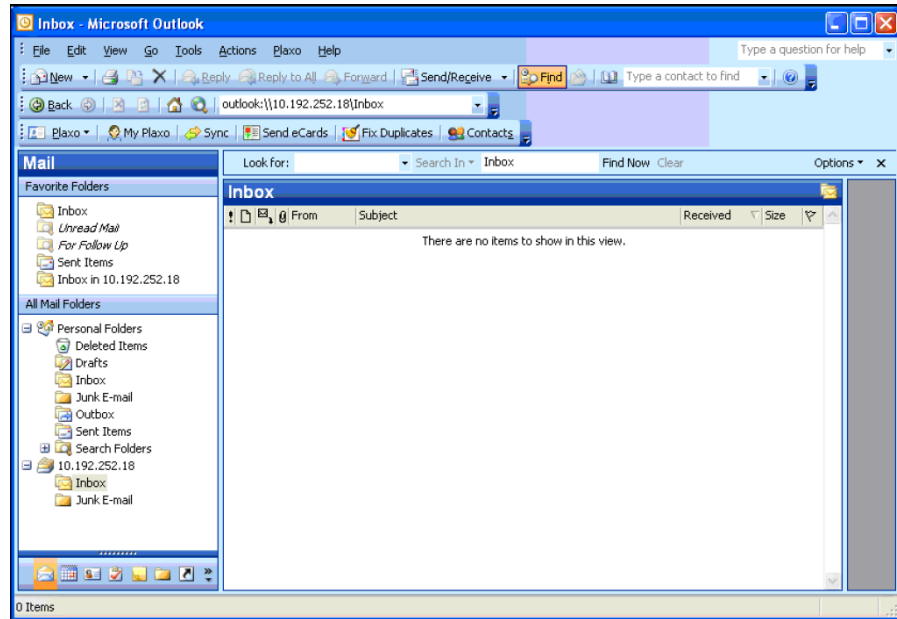 Inbox - Microsoft Outlook
File Edit View Go Tools Actions Plaxo Help Type a question for help
New Reply Reply to All Forward Send/Receive Find Type a contact to find
Back outlook:\\10.192.252.18\Inbox
Plaxo My Plaxo Sync Send eCards Fix Duplicates Contacts
Mail Look for: Search In Inbox Find Now Clear Options
Favorite Folders
Inbox
Inbox
Unread Mail
For Follow Up
Sent Items
Inbox in 10.192.252.18
From Subject Received Size
There are no items to show in this view.
All Mail Folders
Personal Folders
Deleted Items
Drafts
Inbox
Junk E-mail
Outbox
Sent Items
Search Folders
10.192.252.18
Inbox
Junk E-mail
0 Items